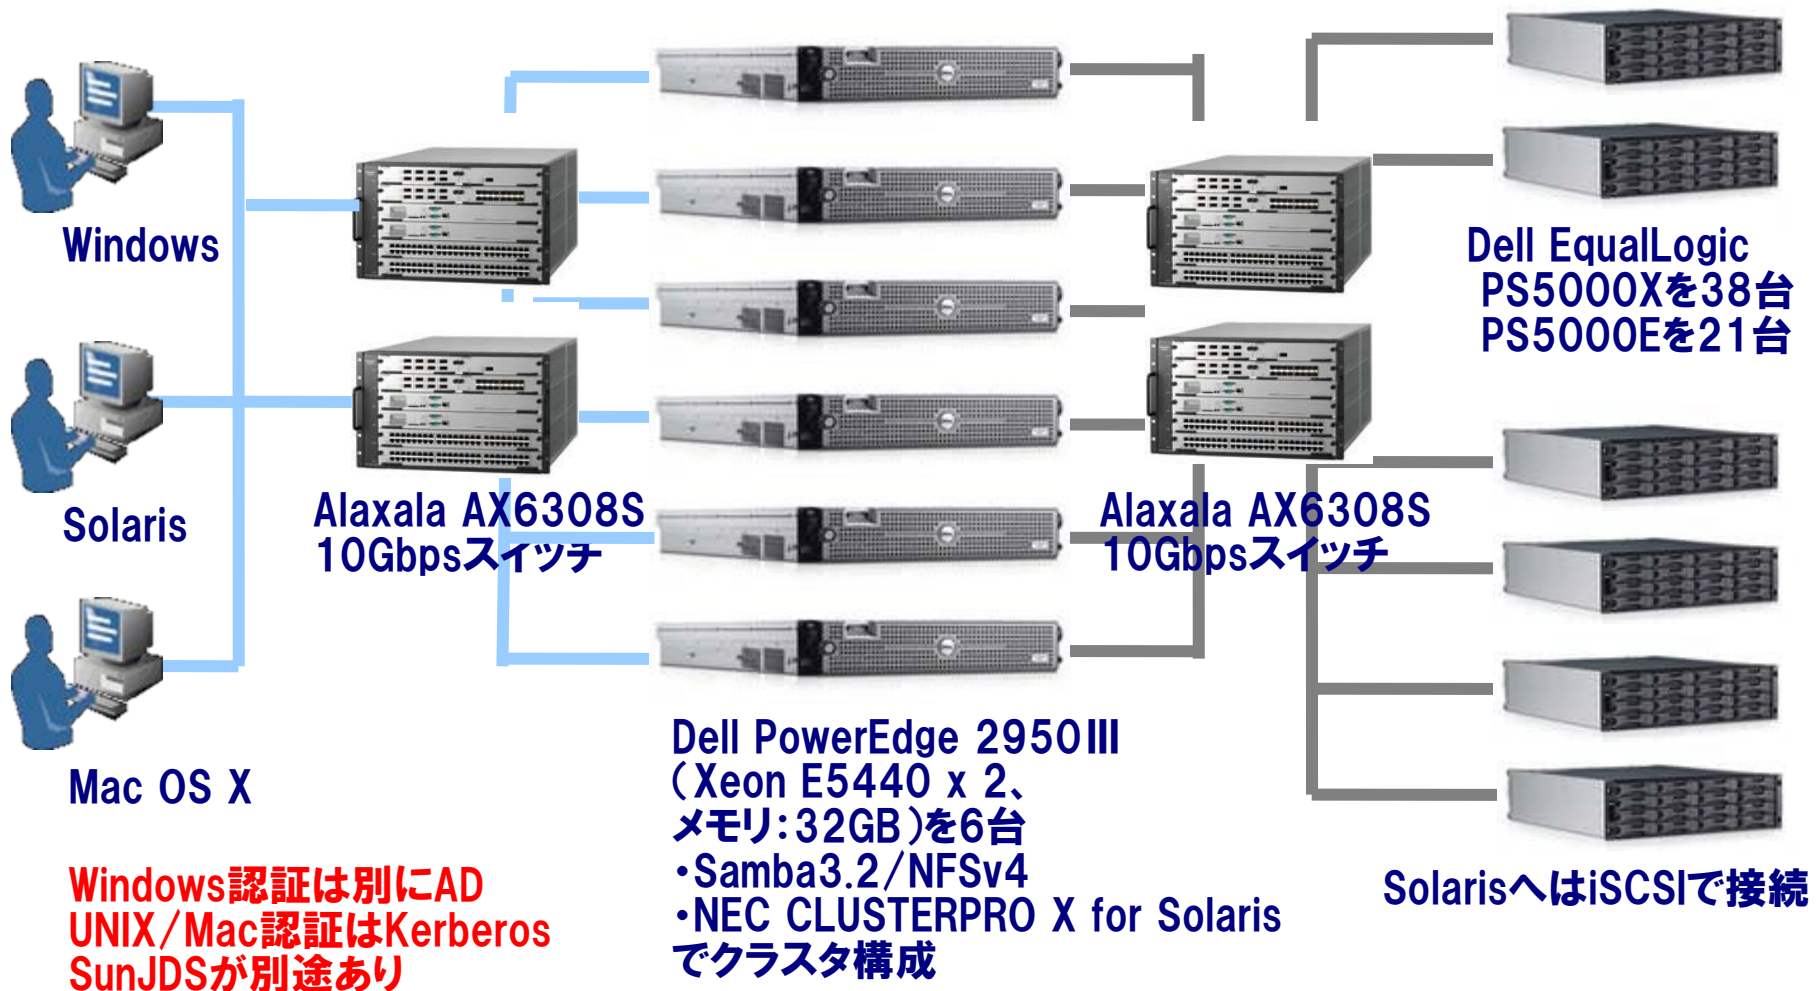 Windows
Solaris
Mac OS X
Windows認証は別にAD
UNIX/Mac認証はKerberos
SunJDSが別途あり
Alaxala AX6308S
10Gbpsスイッチ
Dell PowerEdge 2950Ⅲ
(Xeon E5440 x 2、
メモリ:32GB)を6台
・Samba3.2/NFSv4
・NEC CLUSTERPRO X for Solaris
でクラスタ構成
Alaxala AX6308S
10Gbpsスイッチ
Dell EqualLogic
PS5000Xを38台
PS5000Eを21台
SolarisへはiSCSIで接続